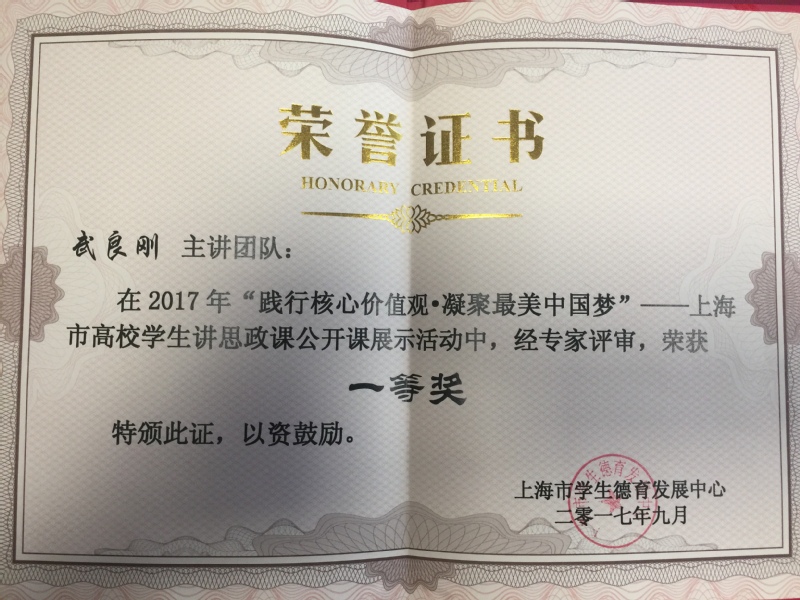 荣誉证书
HONORARY CREDENTIAL
武良刚 主讲团队：
在 2017 年“践行核心价值观•凝聚最美中国梦”——上海
市高校学生讲思政课公开课展示活动中，经专家评审，荣获
一等奖
特颁此证，以资鼓励。
上海市学生德育发展中心
二零一七年九月